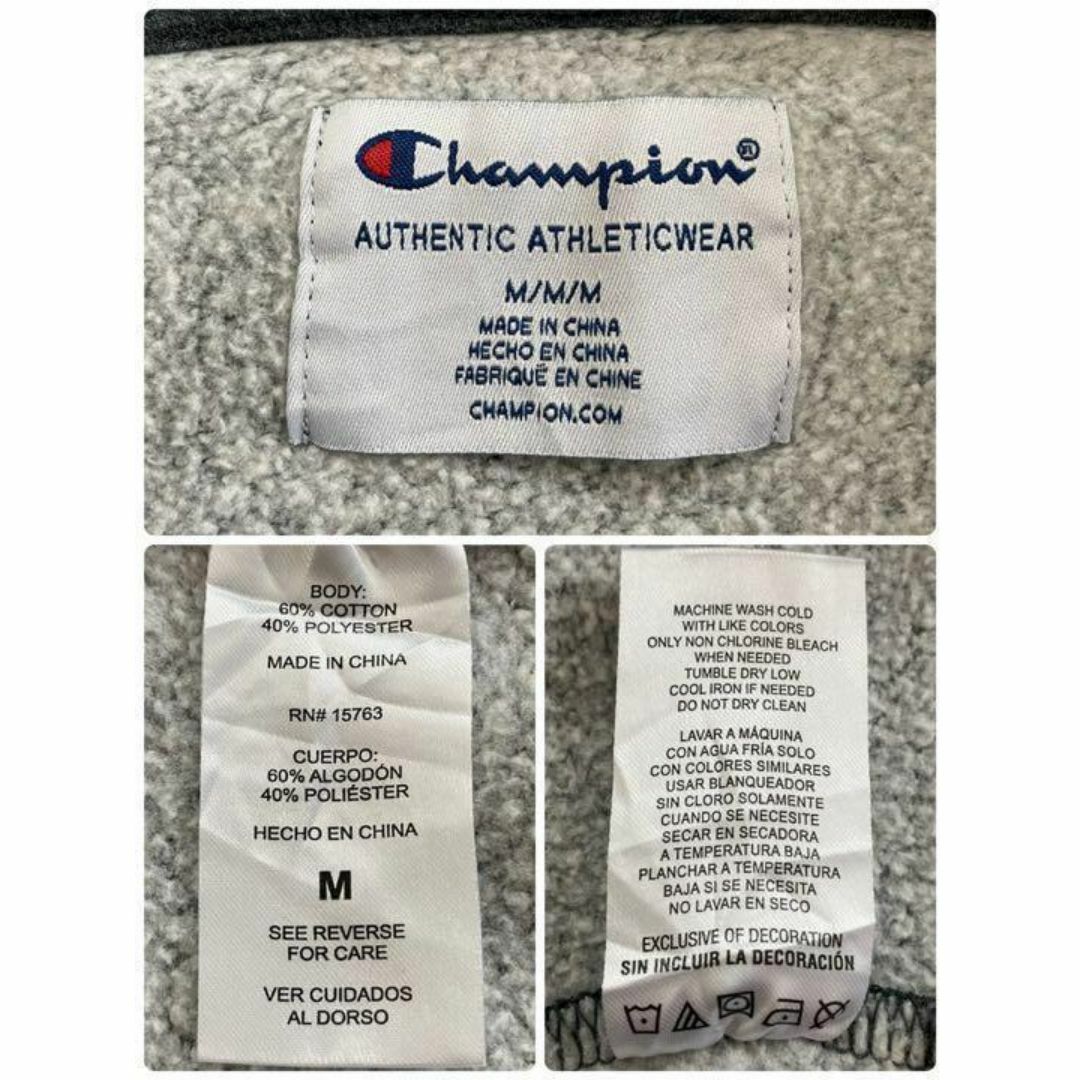 Champion®
AUTHENTIC ATHLETICWEAR
M/M/M
MADE IN CHINA
HECHO EN CHINA
FABRIQUÉ EN CHINE
CHAMPION.COM
BODY:
60% COTTON
40% POLYESTER
MADE IN CHINA
RN# 15763
CUERPO:
60% ALGODÓN
40% POLIÉSTER
HECHO EN CHINA
M
SEE REVERSE
FOR CARE
VER CUIDADOS
AL DORSO
MACHINE WASH COLD
WITH LIKE COLORS
ONLY NON CHLORINE BLEACH
WHEN NEEDED
TUMBLE DRY LOW
COOL IRON IF NEEDED
DO NOT DRY CLEAN
LAVAR A MÁQUINA
CON AGUA FRÍA SOLO
CON COLORES SIMILARES
USAR BLANQUEADOR
SIN CLORO SOLAMENTE
CUANDO SE NECESITE
SECAR EN SECADORA
A TEMPERATURA BAJA
PLANCHAR A TEMPERATURA
BAJA SI SE NECESITA
NO LAVAR EN SECO
EXCLUSIVE OF DECORATION
SIN INCLUIR LA DECORACIÓN